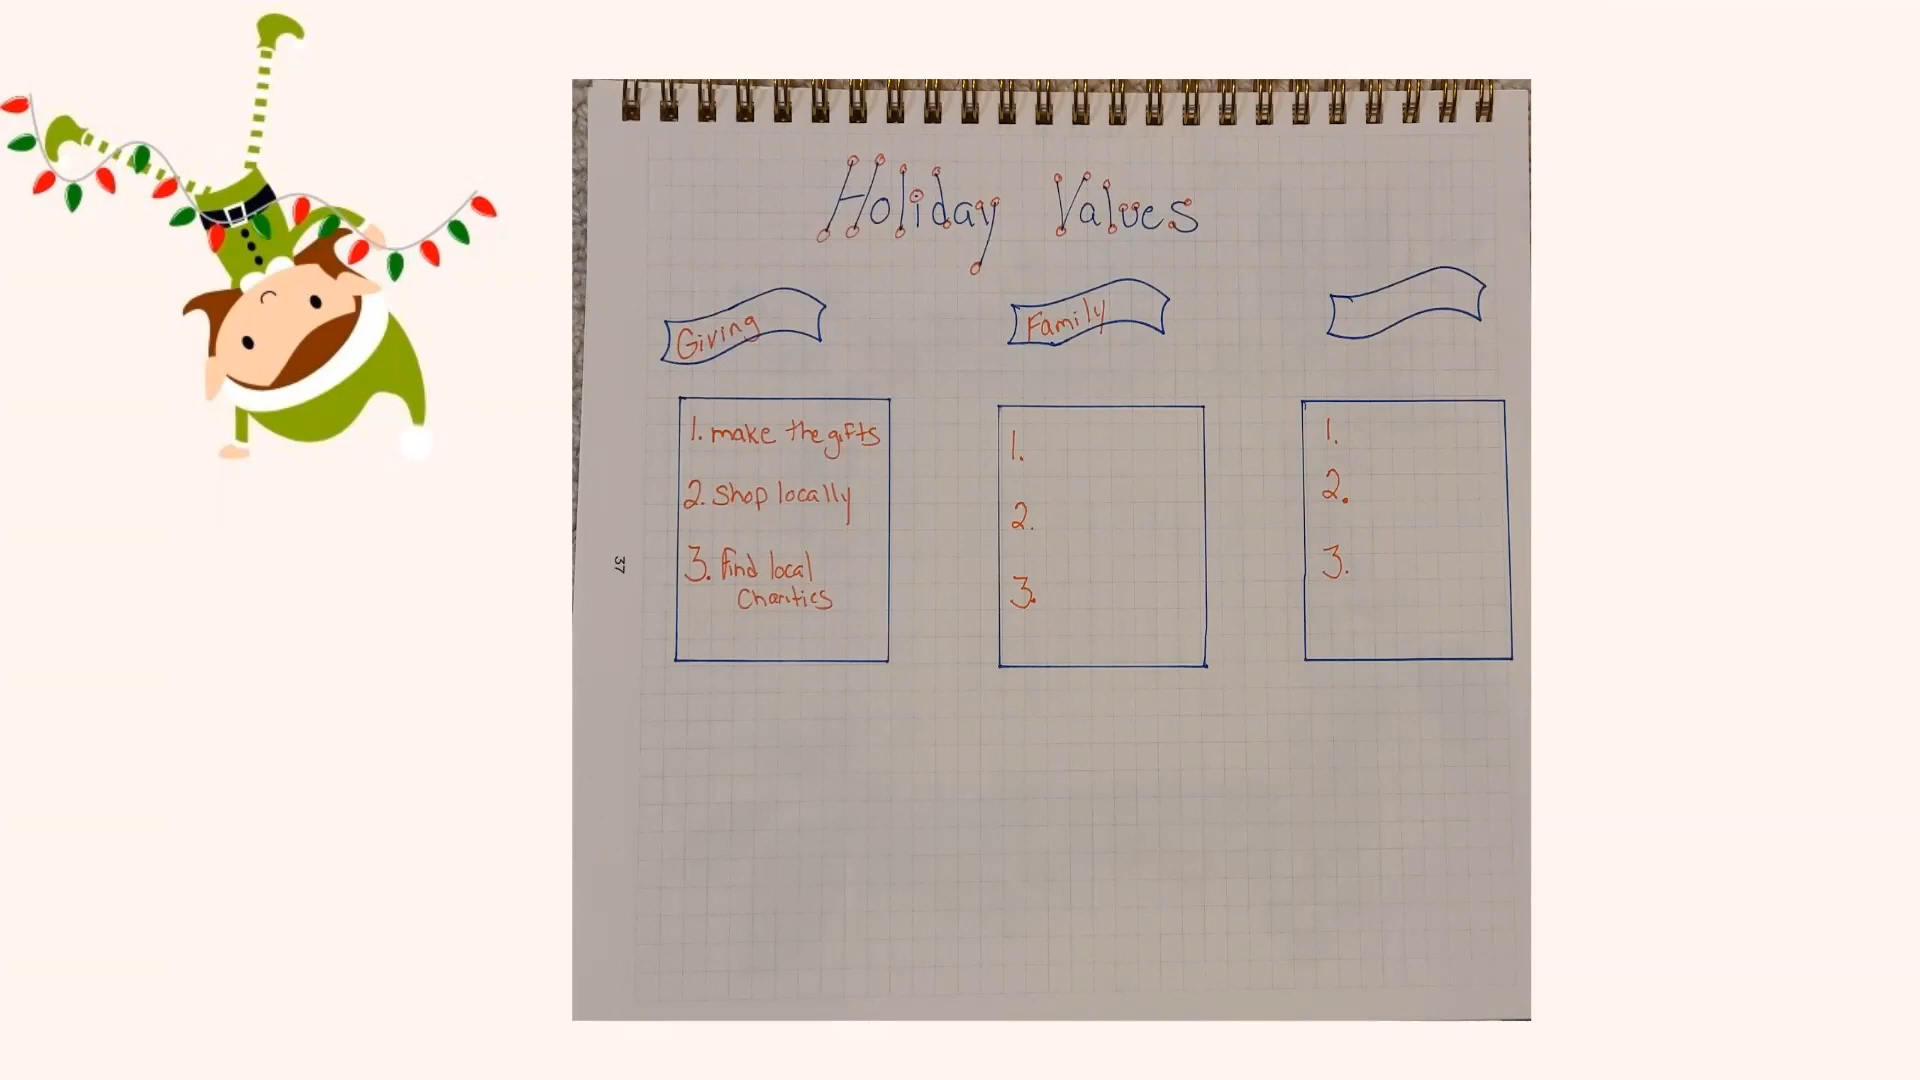 Holiday Values
Giving
Family
1. make the gifts
2. Shop locally
3. find local
Charities
1.
2.
3.
1.
2.
3.
37